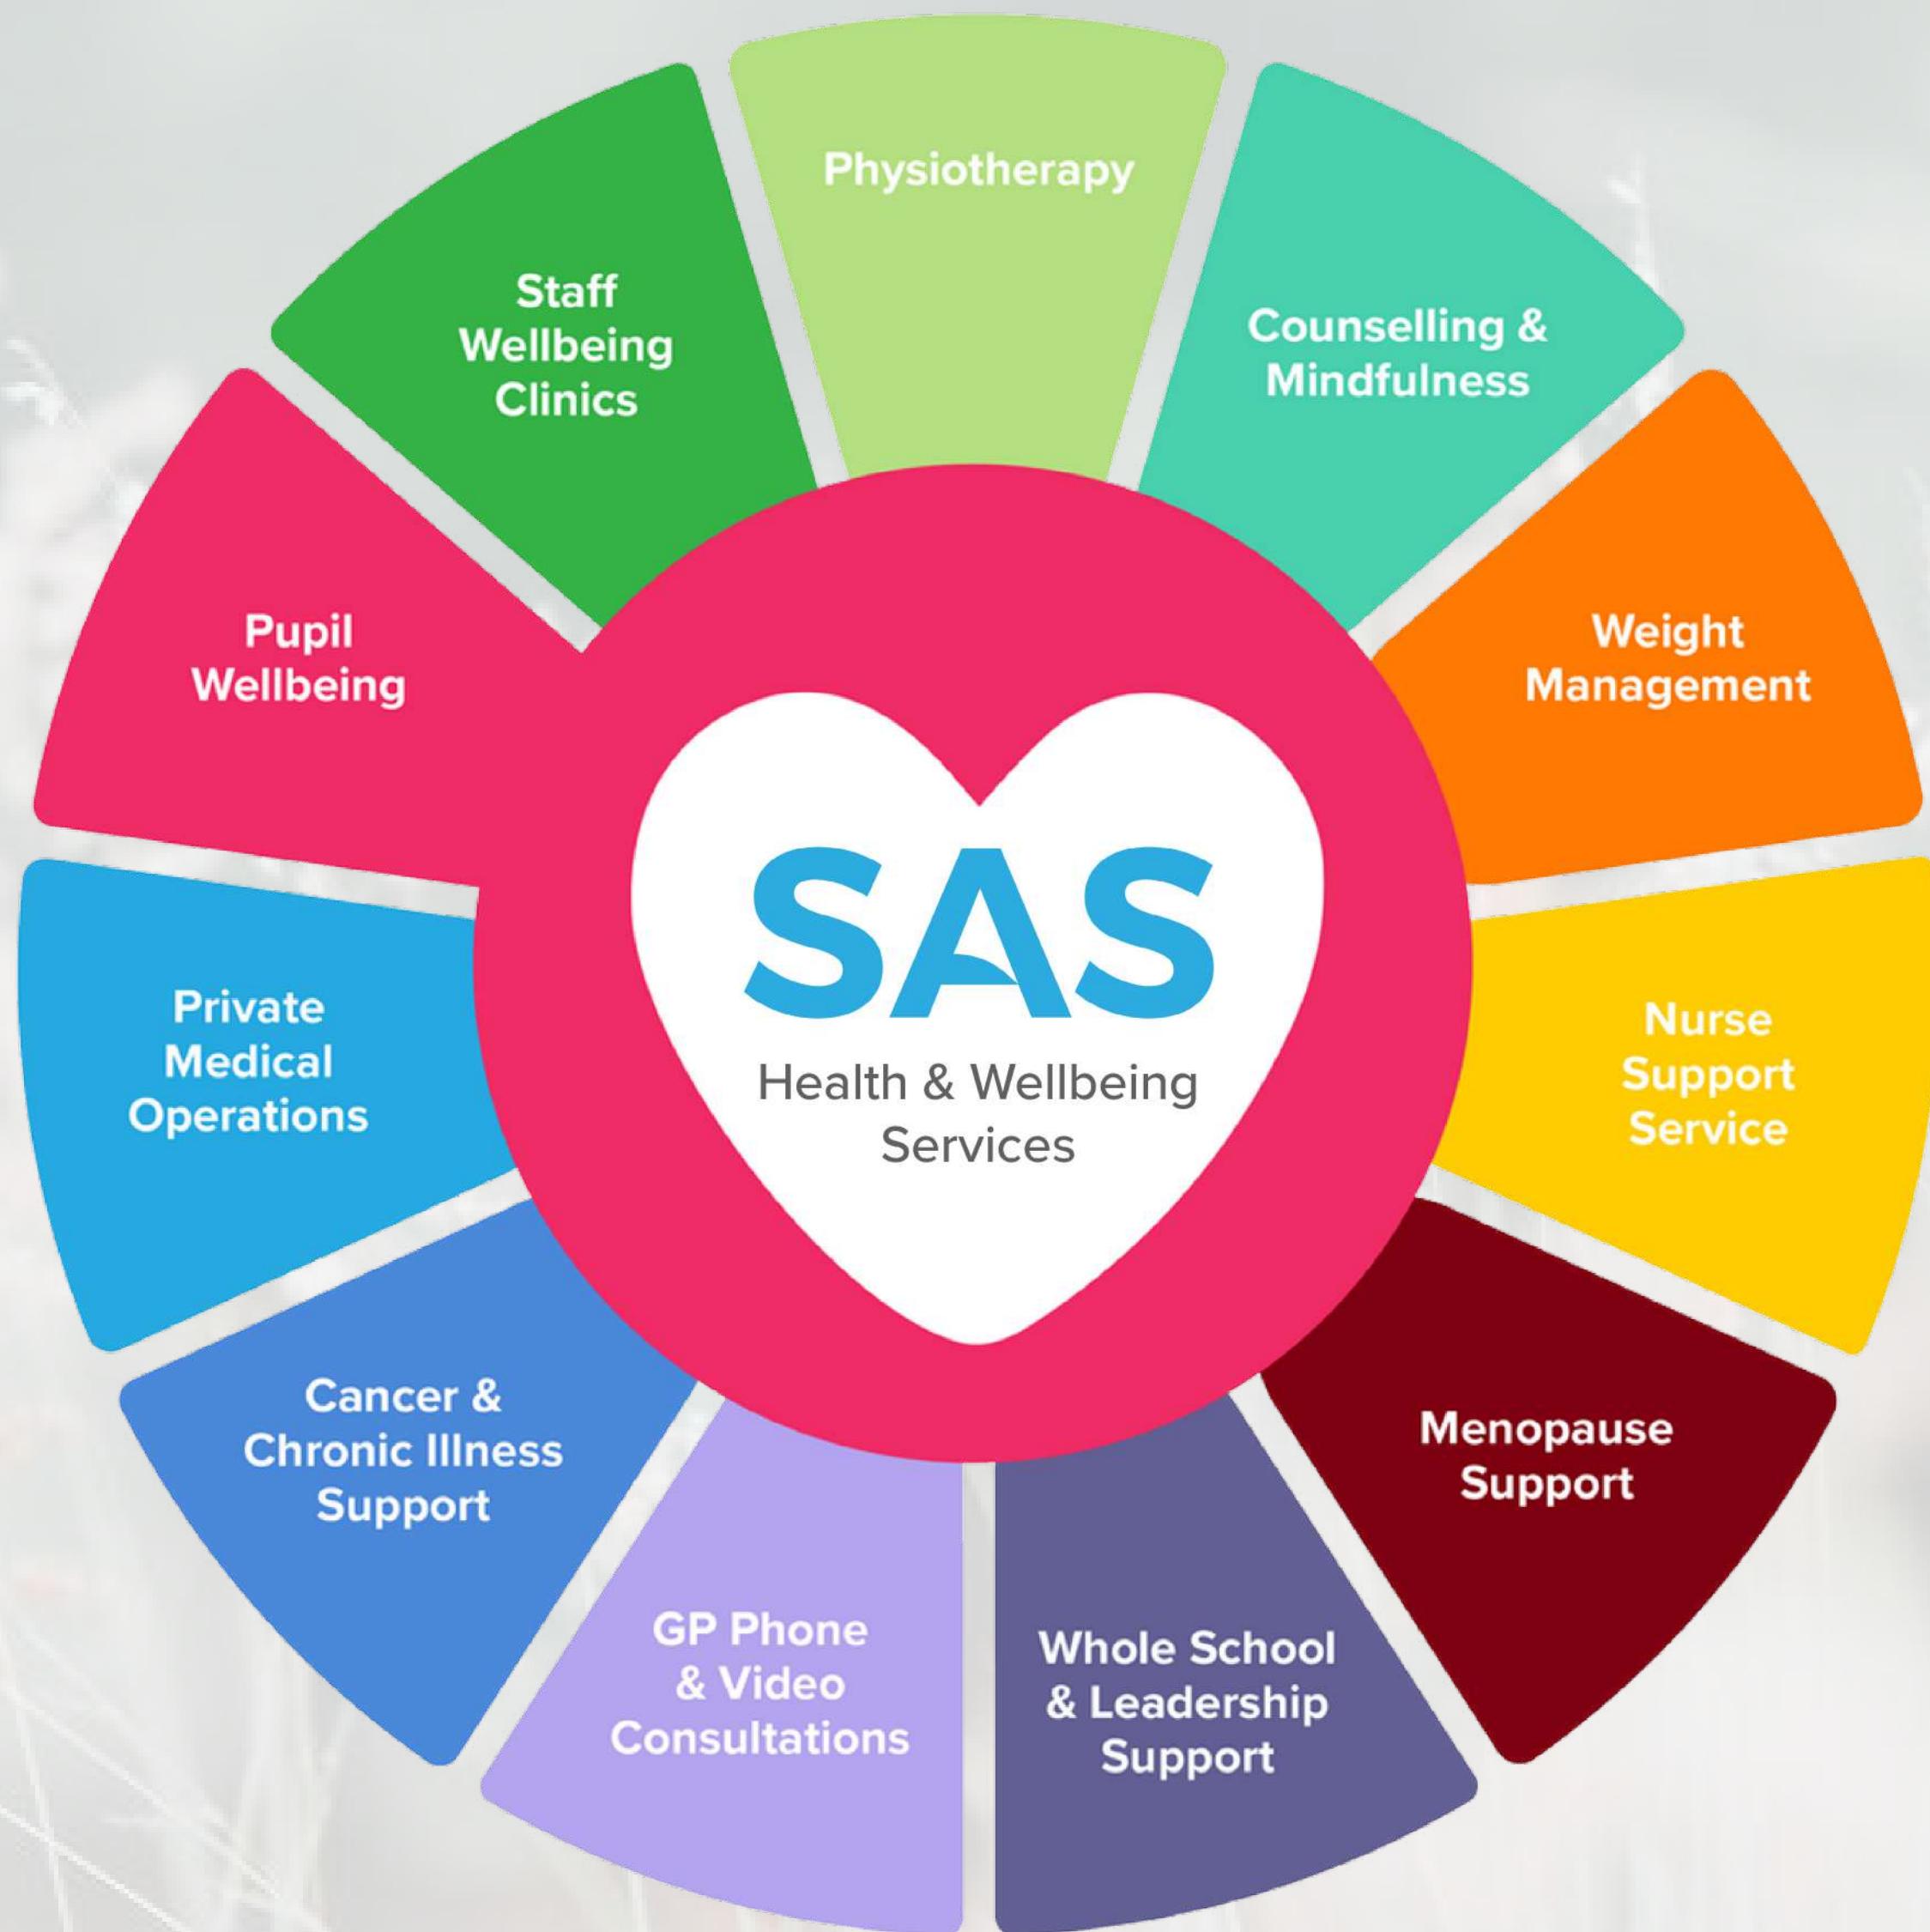 Physiotherapy
Counselling &
Mindfulness
Weight
Management
Nurse
Support
Service
Menopause
Support
Whole School
& Leadership
Support
GP Phone
& Video
Consultations
Cancer &
Chronic Illness
Support
Private
Medical
Operations
Pupil
Wellbeing
Staff
Wellbeing
Clinics
SAS
Health & Wellbeing
Services